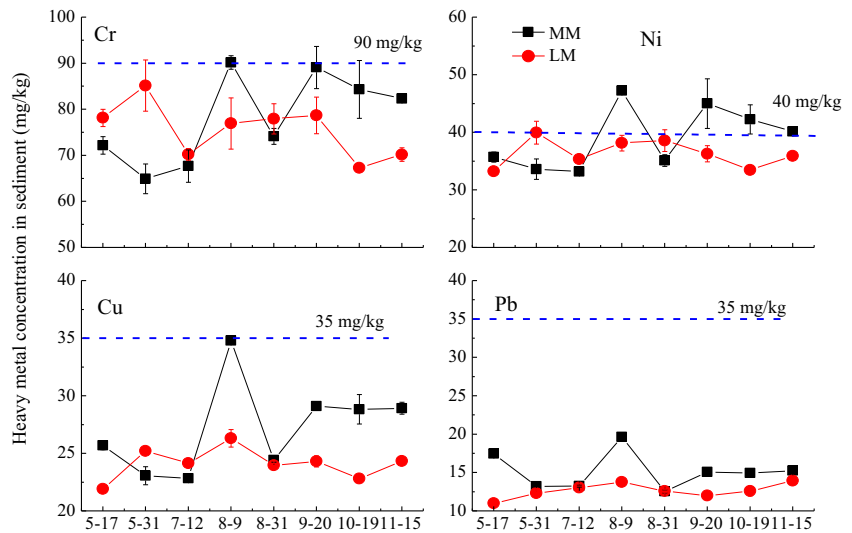 Heavy metal concentration in sediment (mg/kg)
Cr
90 mg/kg
100
90
80
70
60
50
Ni
MM
LM
40 mg/kg
60
50
40
30
20
Cu
35 mg/kg
40
35
30
25
20
5-17 5-31 7-12 8-9 8-31 9-20 10-19 11-15
Pb
35 mg/kg
40
35
30
25
20
15
10
5-17 5-31 7-12 8-9 8-31 9-20 10-19 11-15